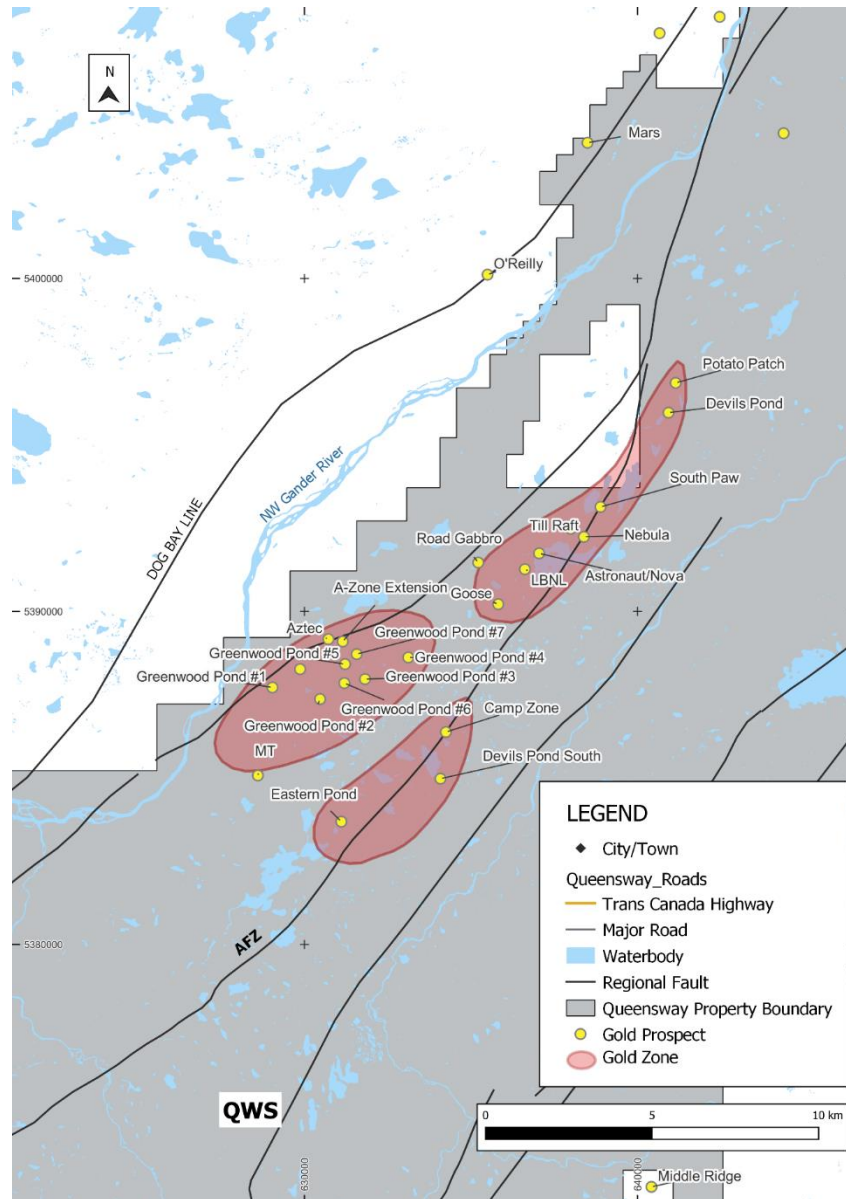 N
Mars
O'Reilly
5400000
Potato Patch
Devils Pond
DOG BAY LINE
NW Gander River
South Paw
Till Raft
Nebula
Road Gabbro
Astronaut/Nova
LBNL
A-Zone Extension
Goose
5390000
Aztec
Greenwood Pond #7
Greenwood Pond #5
Greenwood Pond #4
Greenwood Pond #1
Greenwood Pond #3
Greenwood Pond #6
Greenwood Pond #2
Camp Zone
MT
Devils Pond South
Eastern Pond
LEGEND
City/Town
Queensway_Roads
Trans Canada Highway
Major Road
Waterbody
Regional Fault
Queensway Property Boundary
Gold Prospect
Gold Zone
5380000
AFZ
QWS
0 5 10 km
630000
640000
Middle Ridge